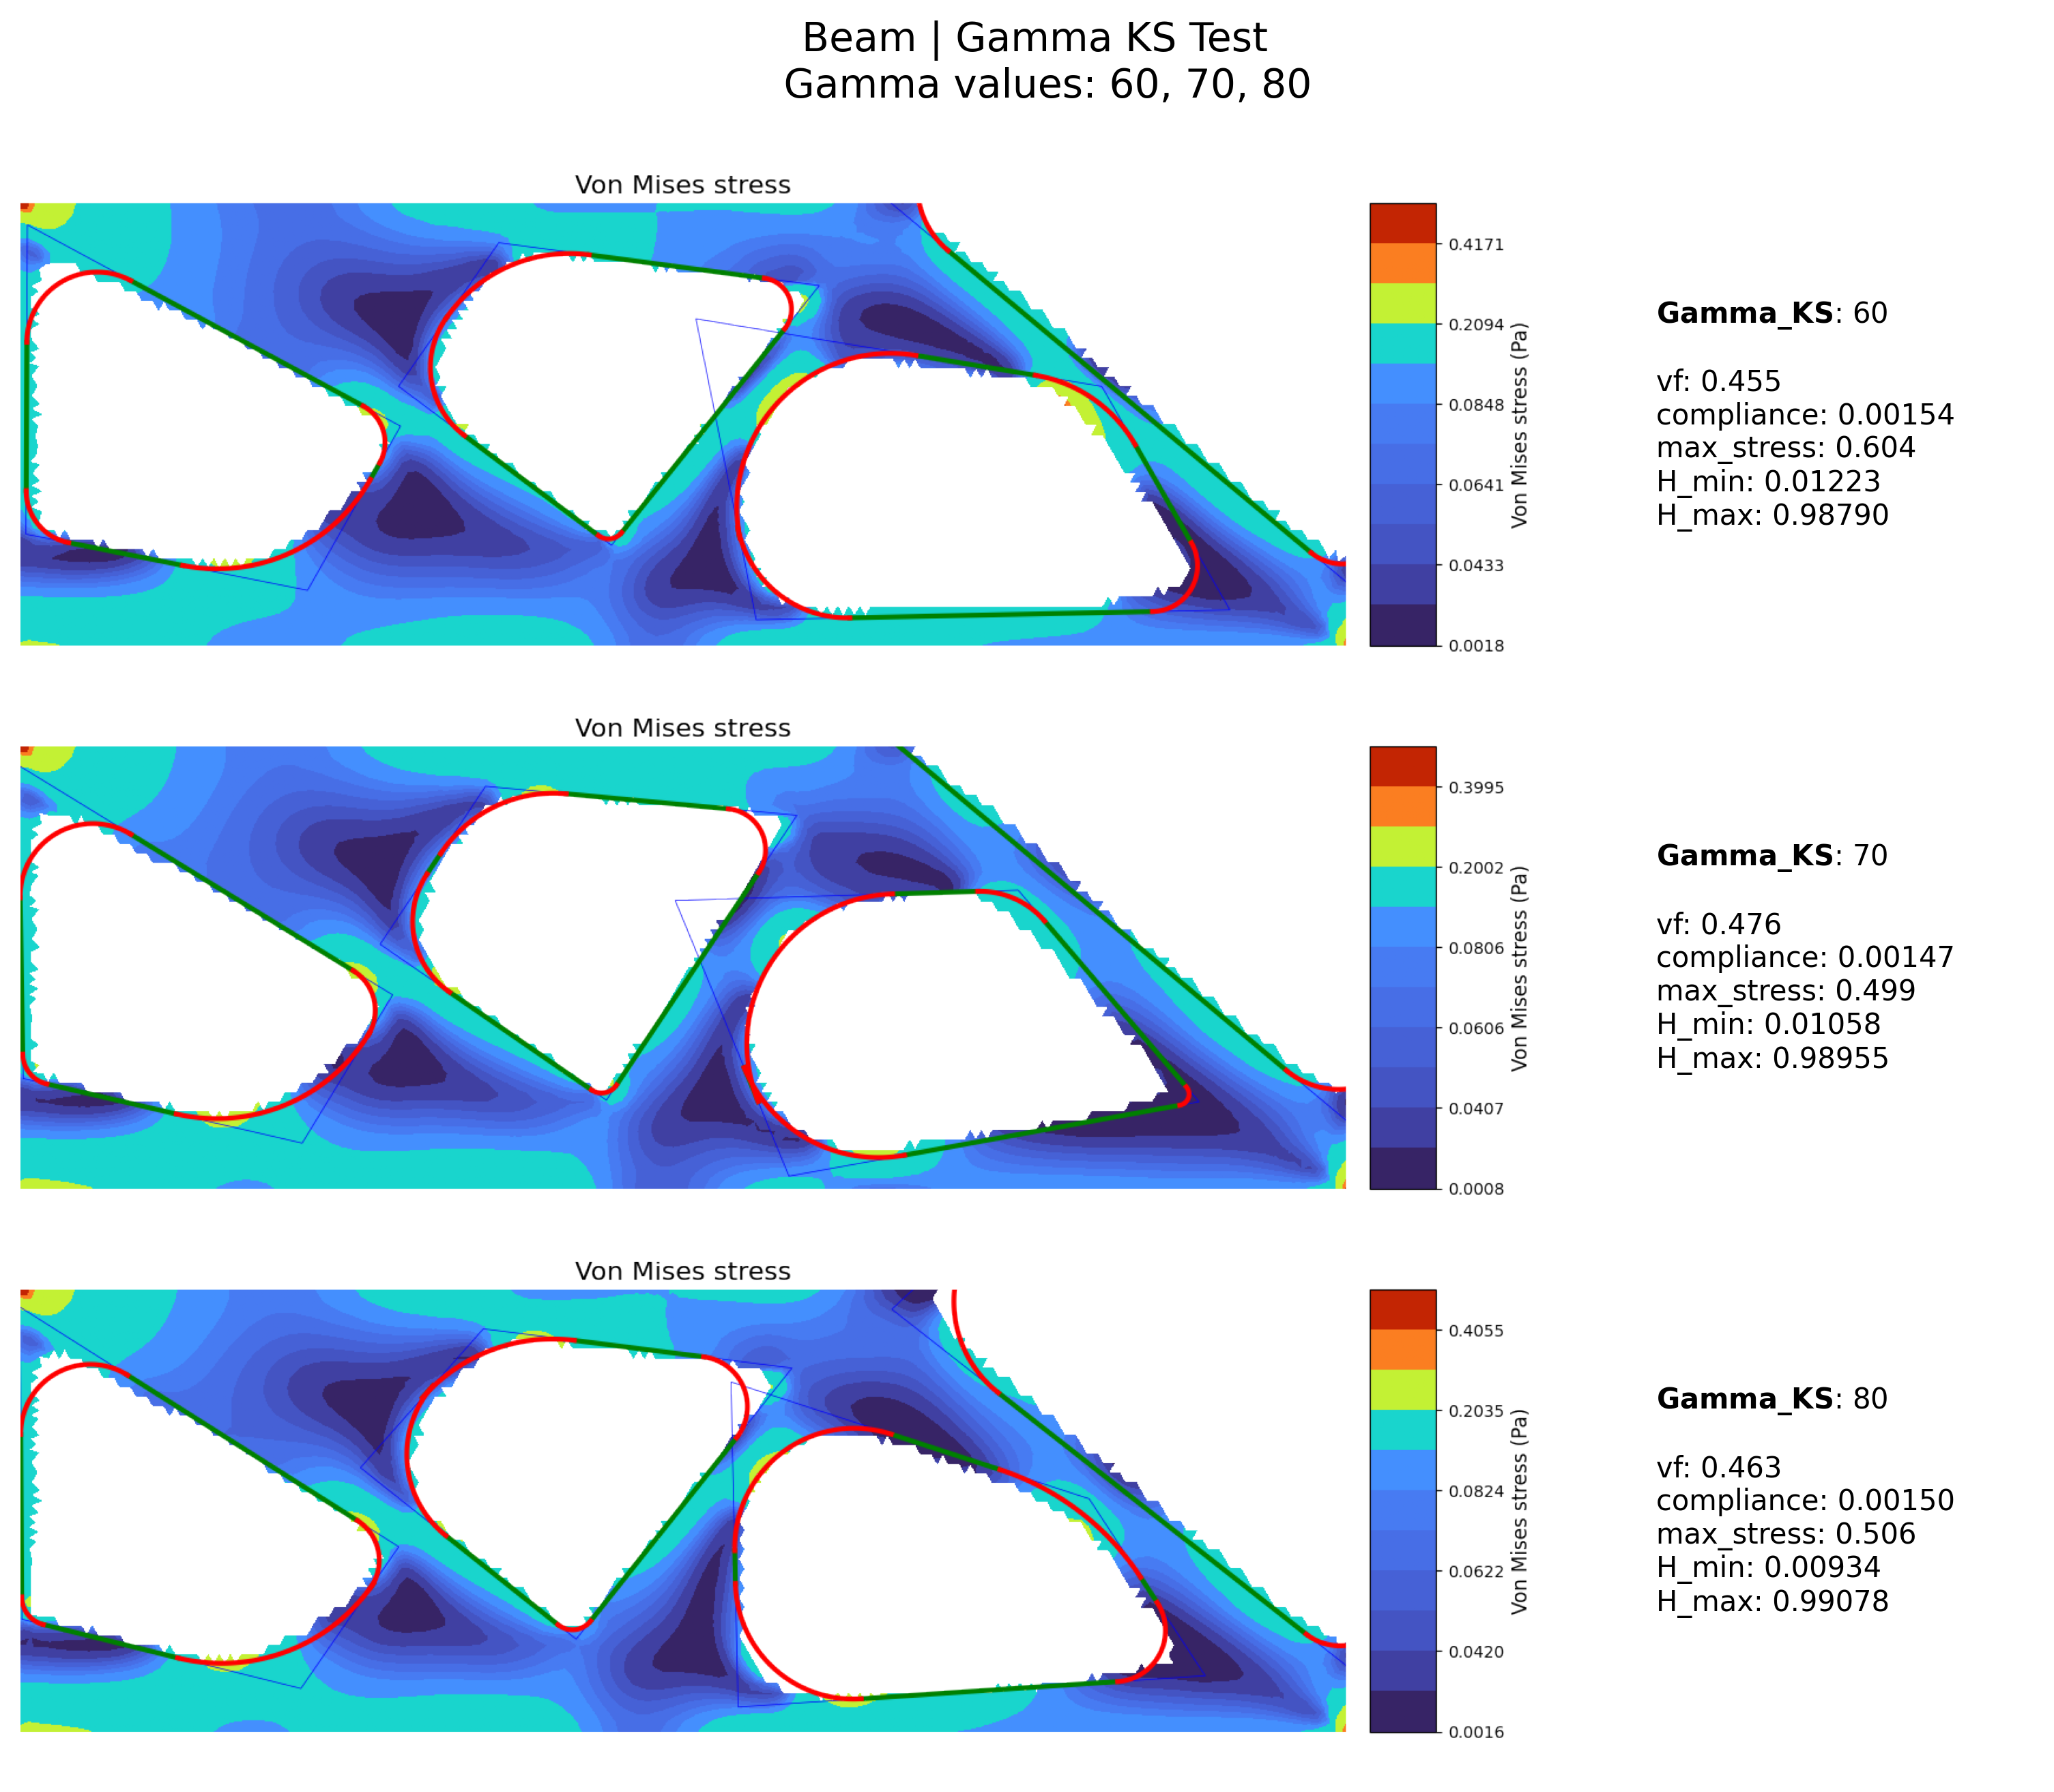 Beam | Gamma KS Test
Gamma values: 60, 70, 80
Von Mises stress
0.4171
0.2094
0.0848
0.0641
0.0433
0.0018
Von Mises stress (Pa)
Gamma_KS: 60
vf: 0.455
compliance: 0.00154
max_stress: 0.604
H_min: 0.01223
H_max: 0.98790
Von Mises stress
0.3995
0.2002
0.0806
0.0606
0.0407
0.0008
Von Mises stress (Pa)
Gamma_KS: 70
vf: 0.476
compliance: 0.00147
max_stress: 0.499
H_min: 0.01058
H_max: 0.98955
Von Mises stress
0.4055
0.2035
0.0824
0.0622
0.0420
0.0016
Von Mises stress (Pa)
Gamma_KS: 80
vf: 0.463
compliance: 0.00150
max_stress: 0.506
H_min: 0.00934
H_max: 0.99078